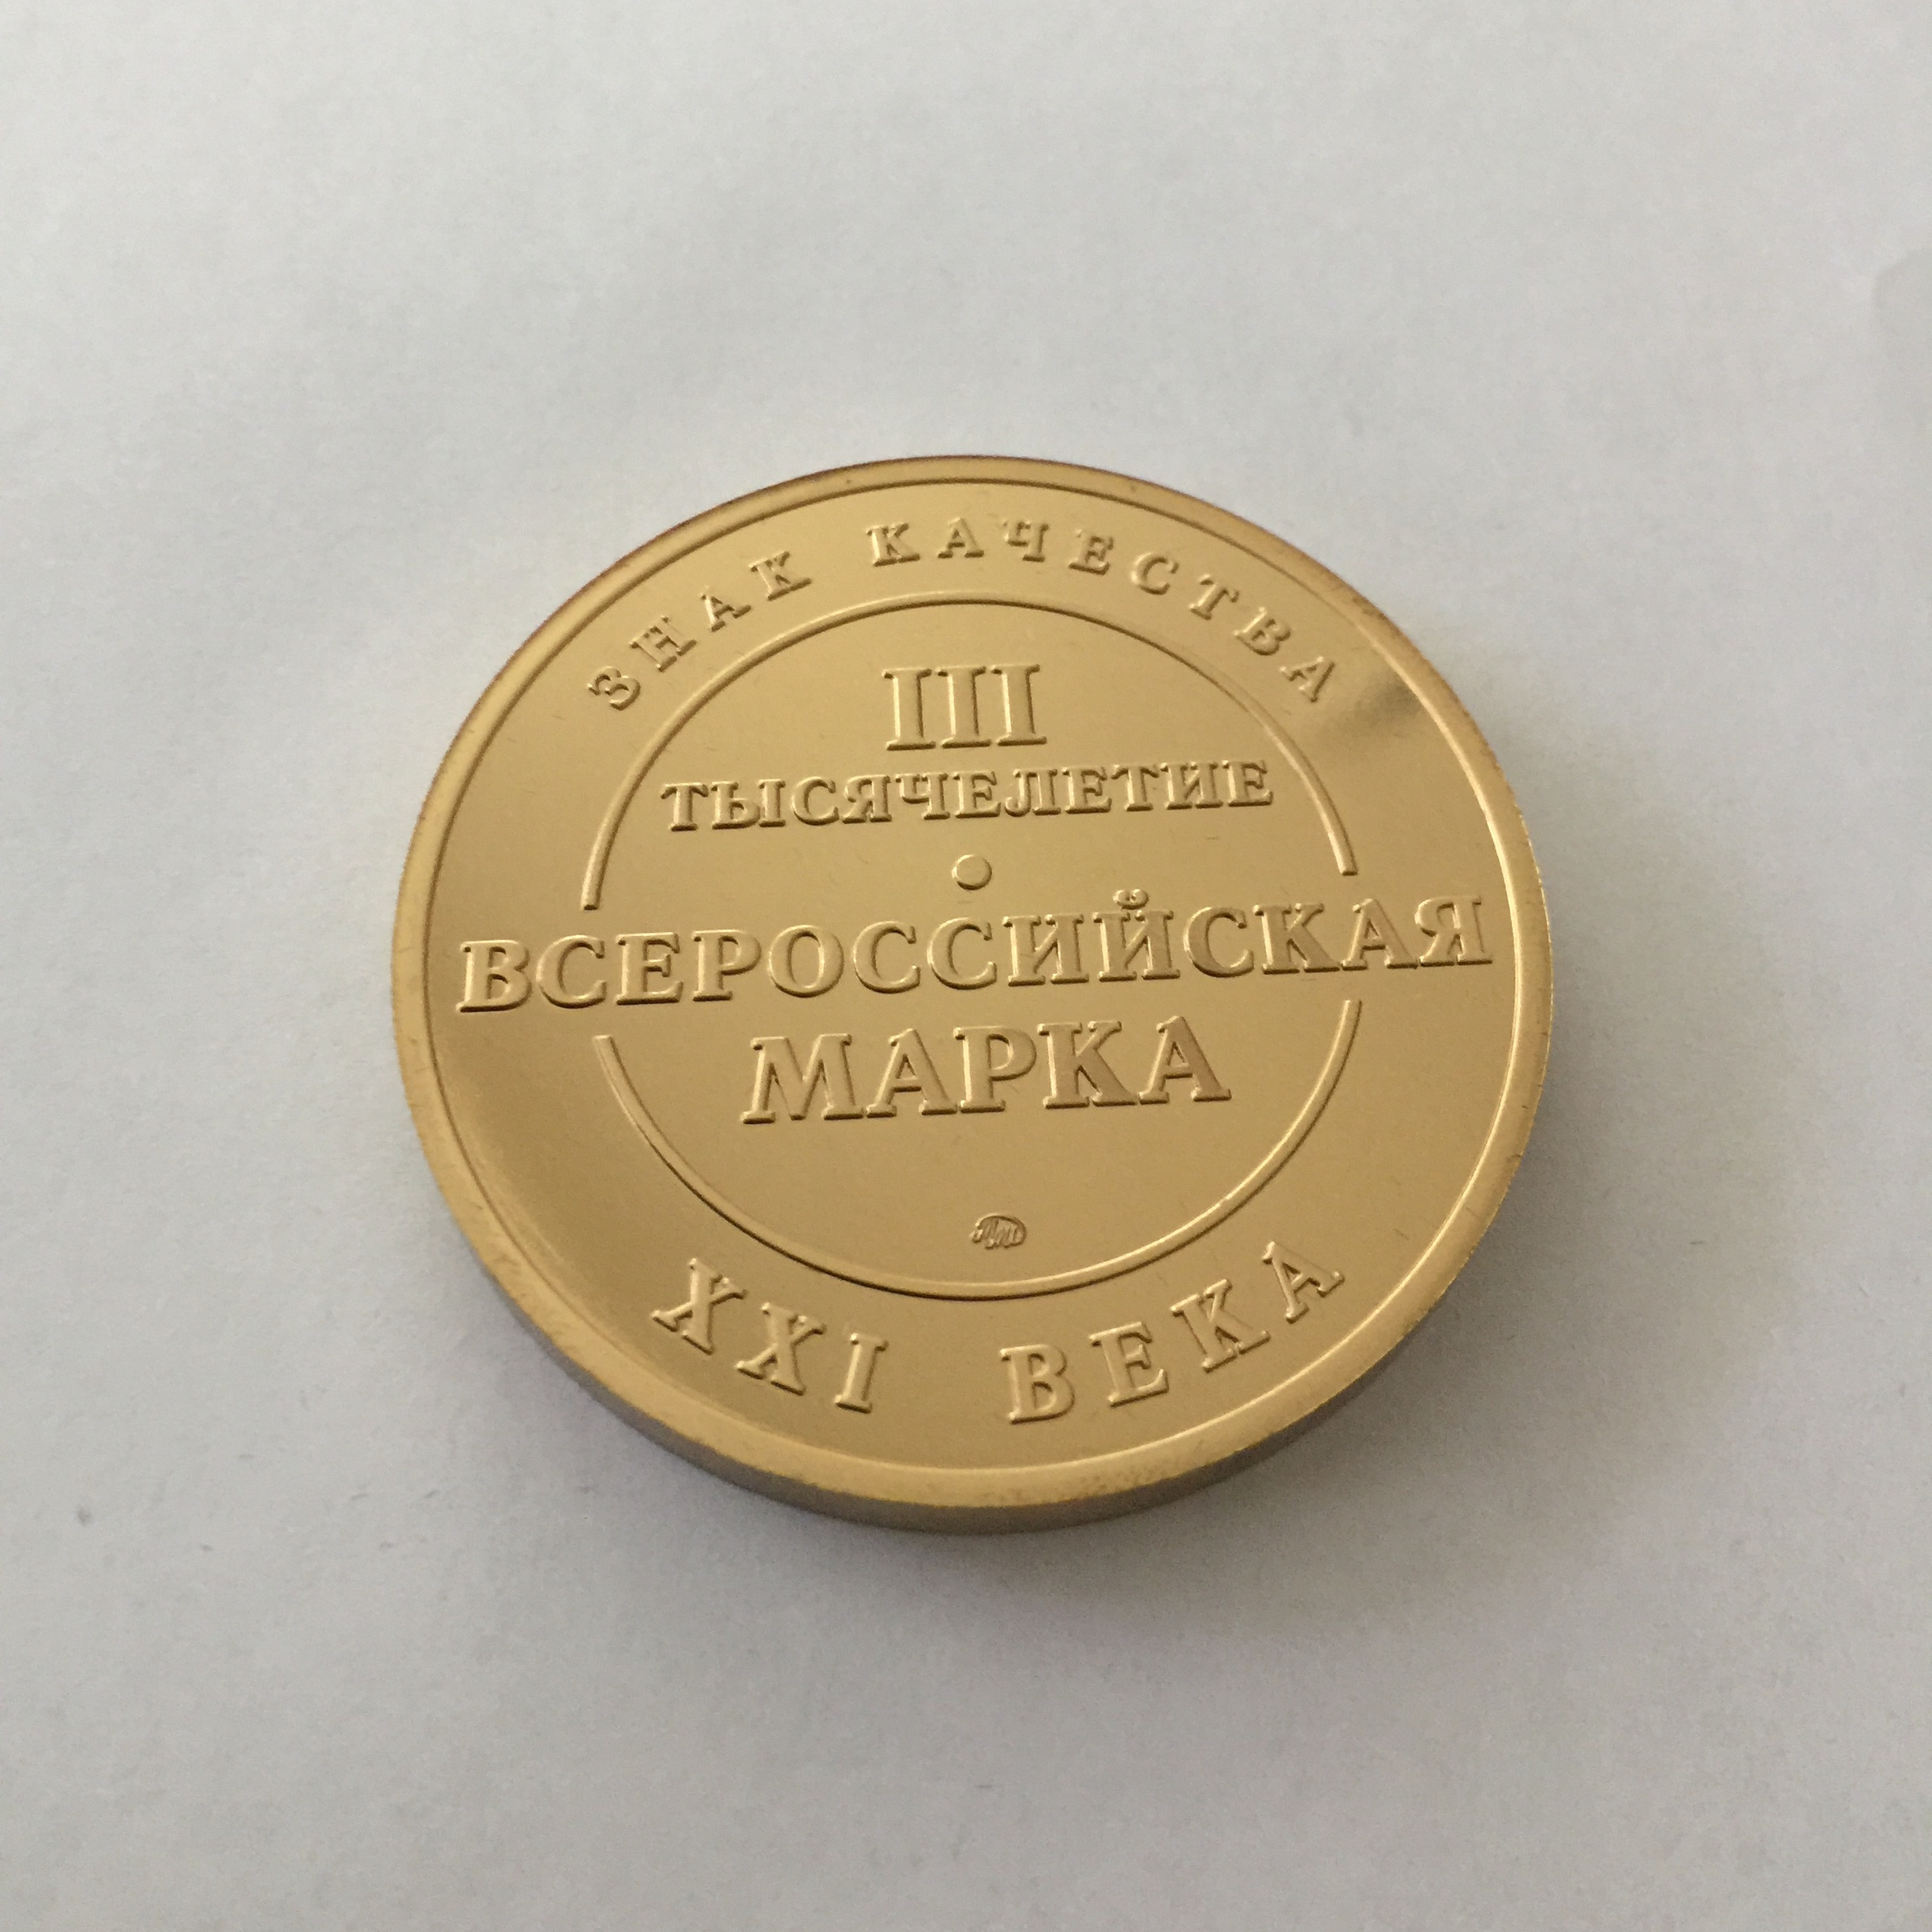 ЗНАК КАЧЕСТВА
III
ТЫСЯЧЕЛЕТИЕ
ВСЕРОССИЙСКАЯ
МАРКА
XXI ВЕКА